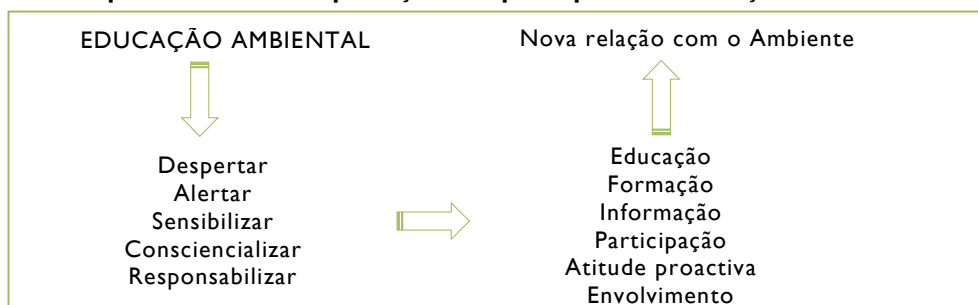 EDUCAÇÃO AMBIENTAL
Despertar
Alertar
Sensibilizar
Consciencializar
Responsabilizar
Nova relação com o Ambiente
Educação
Formação
Informação
Participação
Atitude proactiva
Envolvimento